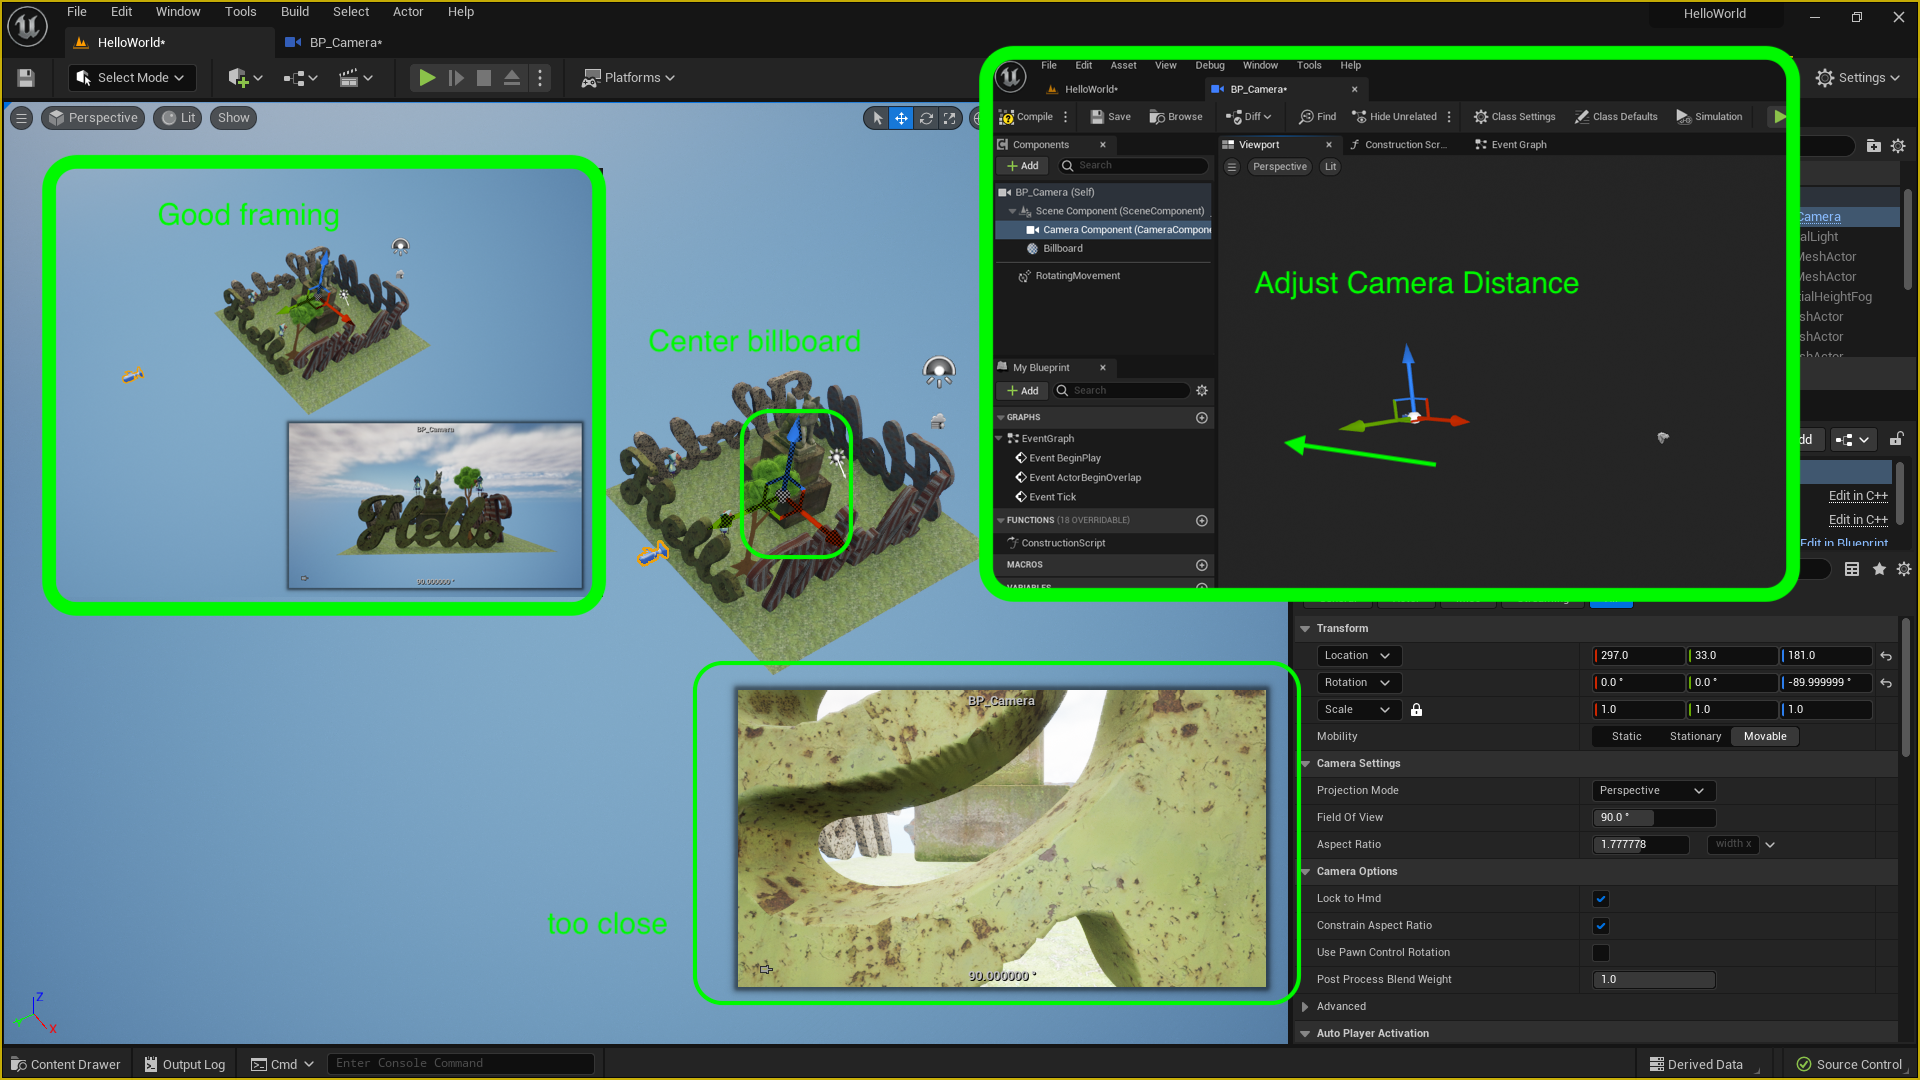 File Edit Window Tools Build Select Actor Help
HelloWorld
HelloWorld*
BP_Camera*
Select Mode
Platforms
Settings
Perspective
Lit
Show
Good framing
BP_Camera
90.000000 °
Center billboard
too close
BP_Camera
90.000000 °
File Edit Asset View Debug Window Tools Help
HelloWorld*
BP_Camera*
Compile
Save
Browse
Diff
Find
Hide Unrelated
Class Settings
Class Defaults
Simulation
Components
Viewport
Construction Scr...
Event Graph
Add
Search
Perspective
Lit
BP_Camera (Self)
Scene Component (SceneComponent)
Camera Component (CameraCompone
Billboard
RotatingMovement
Adjust Camera Distance
My Blueprint
Add
Search
GRAPHS
EventGraph
Event BeginPlay
Event ActorBeginOverlap
Event Tick
FUNCTIONS (18 OVERRIDABLE)
ConstructionScript
MACROS
VARIABLES
Camera
alLight
MeshActor
MeshActor
tialHeightFog
shActor
shActor
shActor
dd
Edit in C++
Edit in C++
Edit in Blueprint
Transform
Location 297.0 33.0 181.0
Rotation 0.0 ° 0.0 ° -89.999999 °
Scale 1.0 1.0 1.0
Mobility Static Stationary Movable
Camera Settings
Projection Mode Perspective
Field Of View 90.0 °
Aspect Ratio 1.777778 width x
Camera Options
Lock to Hmd
Constrain Aspect Ratio
Use Pawn Control Rotation
Post Process Blend Weight 1.0
Advanced
Auto Player Activation
Z
Y
X
Content Drawer
Output Log
Cmd
Enter Console Command
Derived Data
Source Control